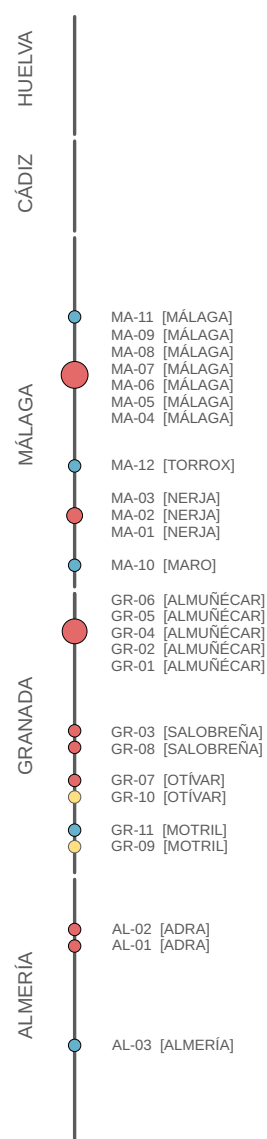 HUELVA
CÁDIZ
MÁLAGA
MA-11 [MÁLAGA]
MA-09 [MÁLAGA]
MA-08 [MÁLAGA]
MA-07 [MÁLAGA]
MA-06 [MÁLAGA]
MA-05 [MÁLAGA]
MA-04 [MÁLAGA]
MA-12 [TORROX]
MA-03 [NERJA]
MA-02 [NERJA]
MA-01 [NERJA]
MA-10 [MARO]
GRANADA
GR-06 [ALMUÑÉCAR]
GR-05 [ALMUÑÉCAR]
GR-04 [ALMUÑÉCAR]
GR-02 [ALMUÑÉCAR]
GR-01 [ALMUÑÉCAR]
GR-03 [SALOBREÑA]
GR-08 [SALOBREÑA]
GR-07 [OTÍVAR]
GR-10 [OTÍVAR]
GR-11 [MOTRIL]
GR-09 [MOTRIL]
ALMERÍA
AL-02 [ADRA]
AL-01 [ADRA]
AL-03 [ALMERÍA]